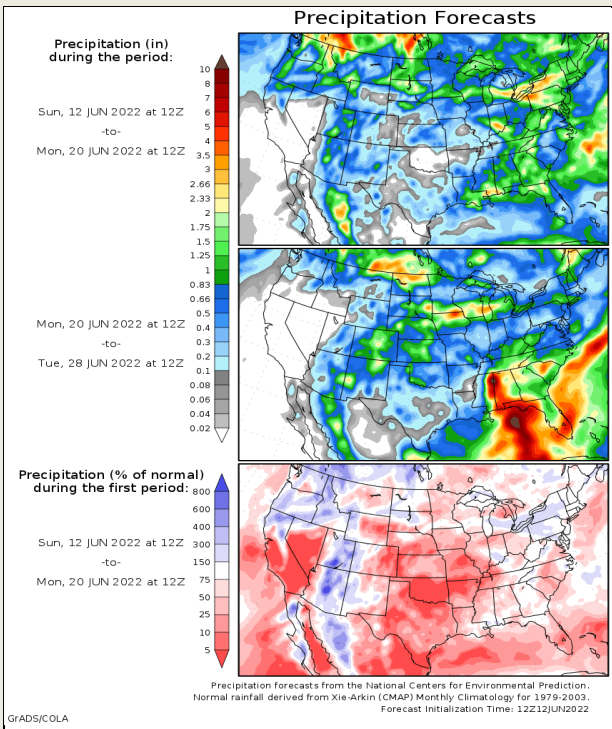 Precipitation Forecasts
Precipitation (in)
during the period:
Sun, 12 JUN 2022 at 12Z
-to-
Mon, 20 JUN 2022 at 12Z
10
8
7
6
5
4
3.5
3
2.66
2.33
2
1.75
1.5
1.25
1
0.83
0.66
0.5
0.4
0.3
0.2
0.1
0.08
0.06
0.04
0.02
Mon, 20 JUN 2022 at 12Z
-to-
Tue, 28 JUN 2022 at 12Z
Precipitation (% of normal)
during the first period:
Sun, 12 JUN 2022 at 12Z
-to-
Mon, 20 JUN 2022 at 12Z
800
600
400
300
150
75
50
25
10
5
Precipitation forecasts from the National Centers for Environmental Prediction.
Normal rainfall derived from Xie-Arkin (CMAP) Monthly Climatology for 1979-2003.
Forecast Initialization Time: 12Z12JUN2022
GrADS/COLA